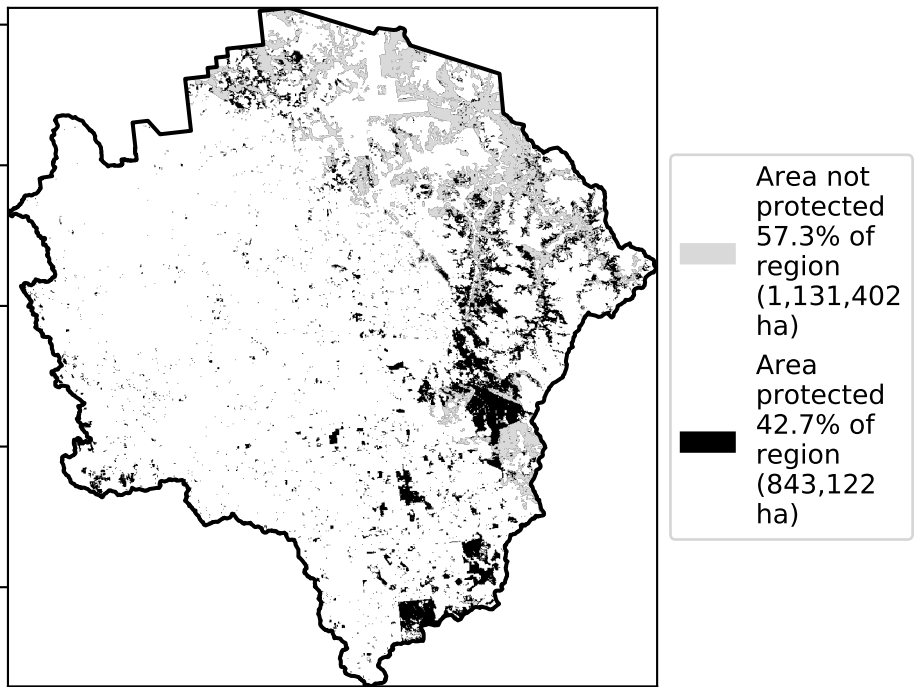 Area not
protected
57.3% of
region
(1,131,402
ha)
Area
protected
42.7% of
region
(843,122
ha)